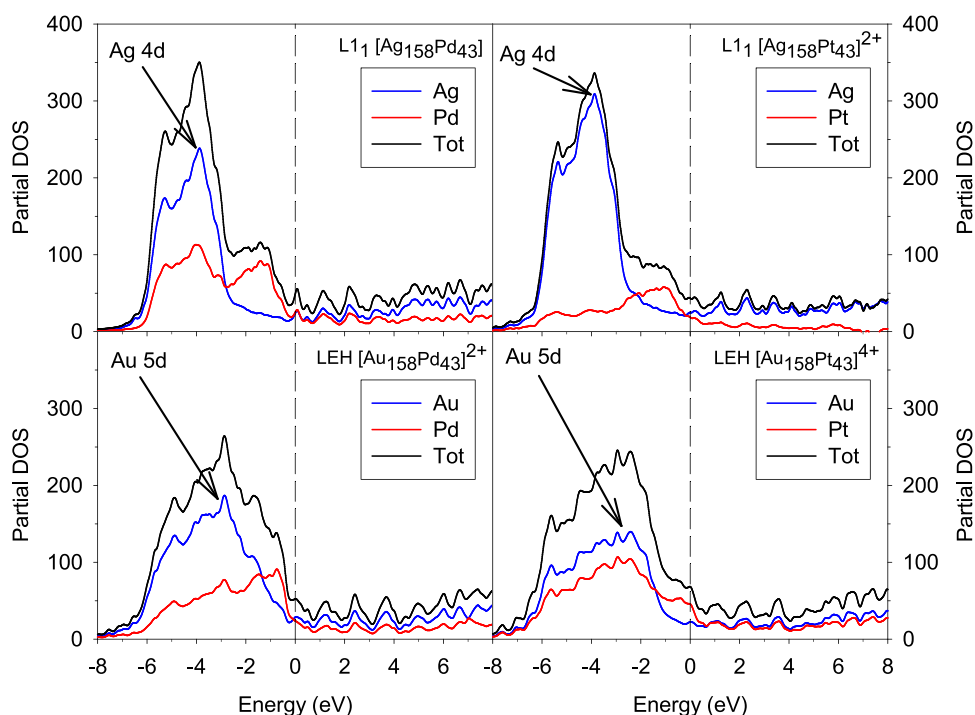 400
300
200
100
0
Partial DOS
Ag 4d
L1₁ [Ag₁₅₈Pd₄₃]
Ag
Pd
Tot
Ag 4d
L1₁ [Ag₁₅₈Pt₄₃]²⁺
Ag
Pt
Tot
400
300
200
100
0
Partial DOS
300
200
100
0
Partial DOS
Au 5d
LEH [Au₁₅₈Pd₄₃]²⁺
Au
Pd
Tot
Au 5d
LEH [Au₁₅₈Pt₄₃]⁴⁺
Au
Pt
Tot
300
200
100
0
Partial DOS
-8 -6 -4 -2 0 2 4 6 -8 -6 -4 -2 0 2 4 6 8
Energy (eV) Energy (eV)